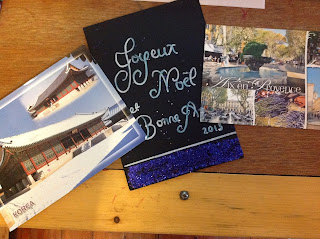 Joyeux
Noël
et
Bonne
2013
Aix en Provence
KOREA